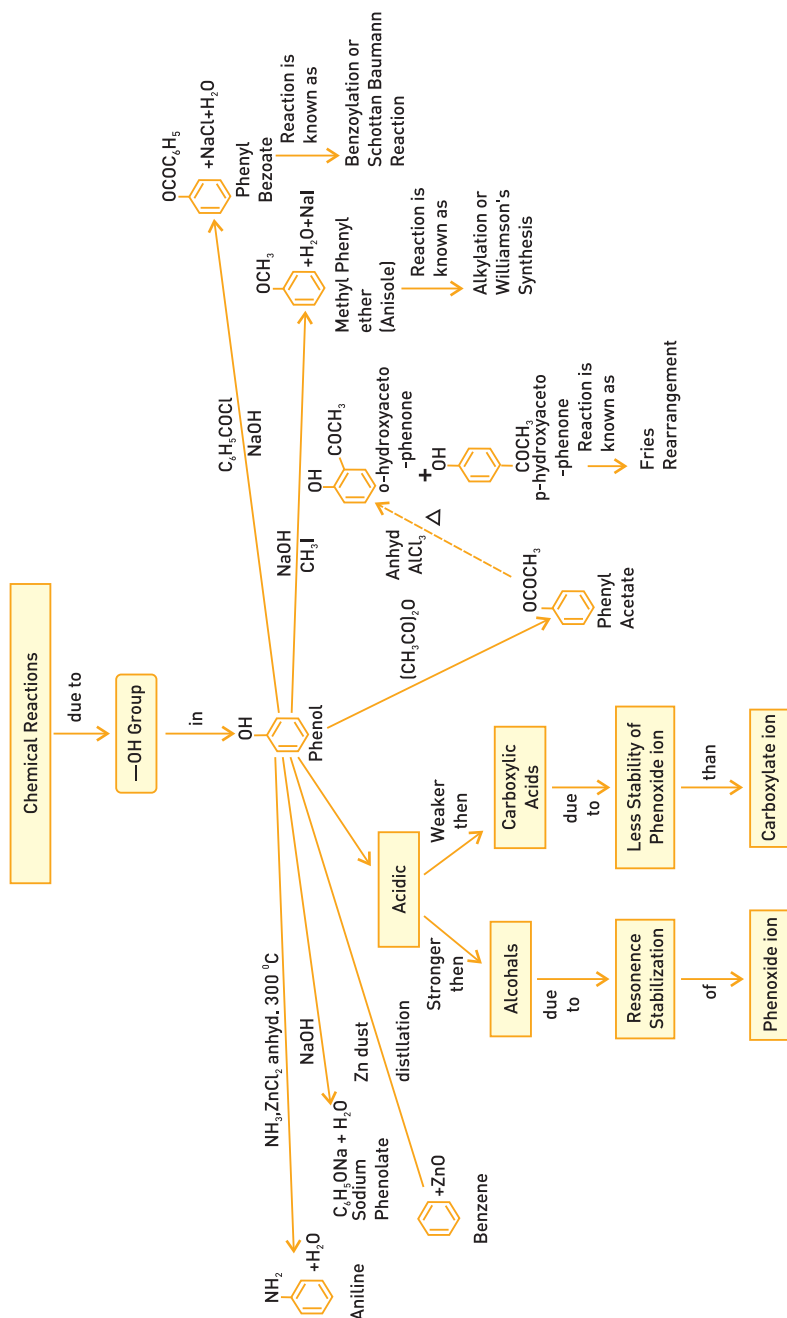 Chemical Reactions
due to
—OH Group
in
OH
Phenol
NH₃,ZnCl₂ anhyd. 300 ⁰C
NH₂
+H₂O
Aniline
NaOH
C₆H₅ONa + H₂O
Sodium
Phenolate
Zn dust
distllation
+ZnO
Benzene
Acidic
Stronger
then
Alcohals
due
to
Resonence
Stabilization
of
Phenoxide ion
Weaker
then
Carboxylic
Acids
due
to
Less Stability of
Phenoxide ion
than
Carboxylate ion
(CH₃CO)₂O
OCOCH₃
Phenyl
Acetate
Anhyd
AlCl₃
△
OH
COCH₃
o-hydroxyaceto
-phenone
+
OH
COCH₃
p-hydroxyaceto
-phenone
Reaction is
known as
Fries
Rearrangement
NaOH
CH₃I
OCH₃
+H₂O+NaI
Methyl Phenyl
ether
(Anisole)
Reaction is
known as
Alkylation or
Williamson's
Synthesis
C₆H₅COCl
NaOH
OCOC₆H₅
+NaCl+H₂O
Phenyl
Bezoate
Reaction is
known as
Benzoylation or
Schottan Baumann
Reaction